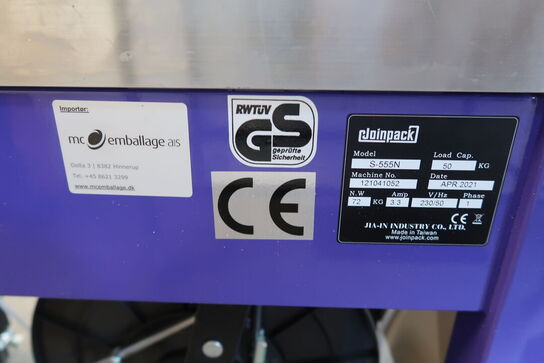 Importør:
mc emballage a|s
Dolla 3 | 8382 Hinnerup
Tel. +45 8621 3299
www.mcemballage.dk
RWTÜV
GS
geprüfte
Sicherheit
CE
Joinpack
Model Load Cap.
S-555N 50 KG
Machine No. Date
121041052 APR.2021
N.W Amp V/Hz Phase
72 KG 3.3 230/50 1
CE
JIA-IN INDUSTRY CO., LTD.
Made in Taiwan
www.joinpack.com